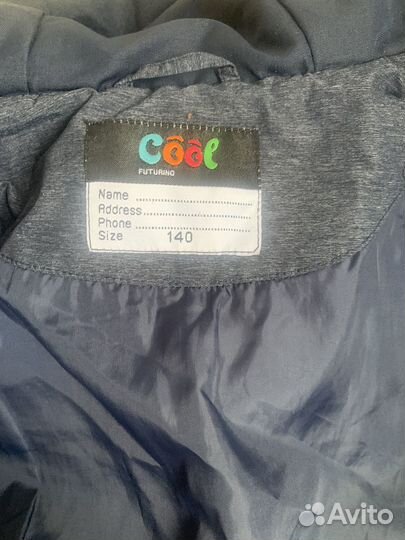 Cool
FUTURINO
Name ..........................
Address .......................
Phone .........................
Size 140
Avito